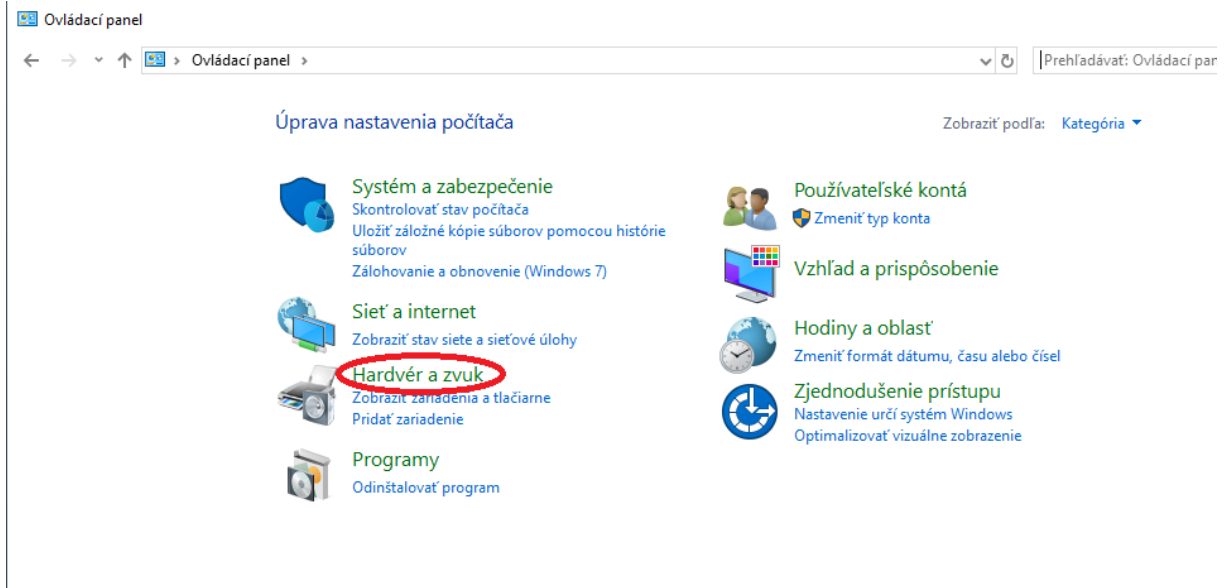 Ovládací panel
Ovládací panel
Prehľadávať: Ovládací pan
Úprava nastavenia počítača
Zobraziť podľa: Kategória
Systém a zabezpečenie
Skontrolovať stav počítača
Uložiť záložné kópie súborov pomocou histórie
súborov
Zálohovanie a obnovenie (Windows 7)
Sieť a internet
Zobraziť stav siete a sieťové úlohy
Hardvér a zvuk
Zobraziť zariadenia a tlačiarne
Pridať zariadenie
Programy
Odinštalovať program
Používateľské kontá
Zmeniť typ konta
Vzhľad a prispôsobenie
Hodiny a oblasť
Zmeniť formát dátumu, času alebo čísel
Zjednodušenie prístupu
Nastavenie určí systém Windows
Optimalizovať vizuálne zobrazenie